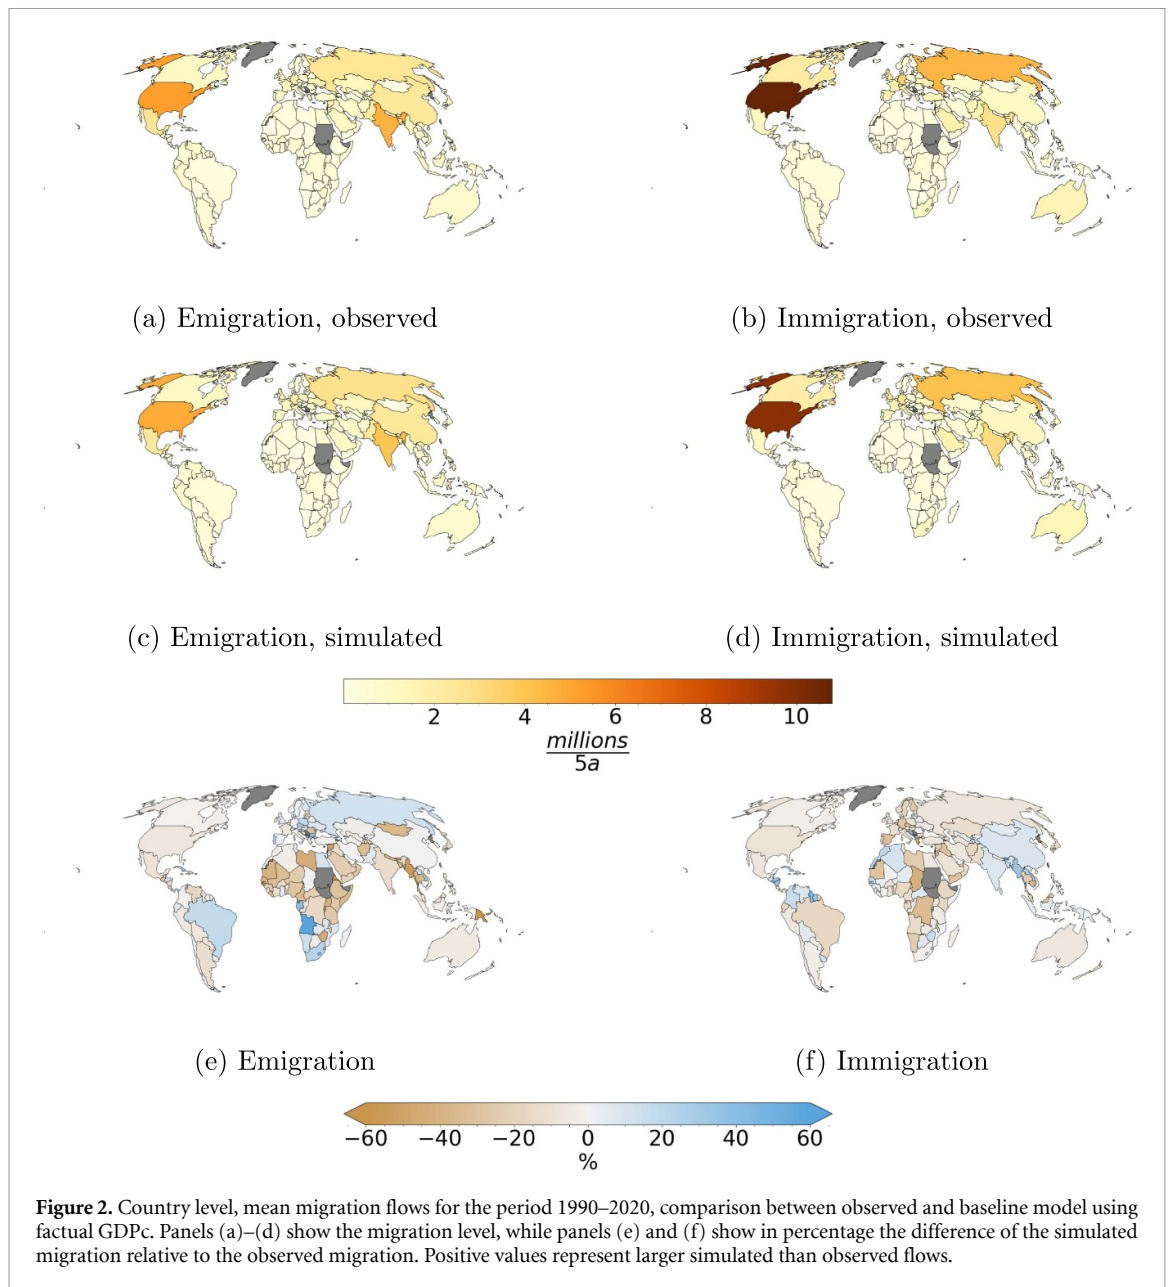 (a) Emigration, observed
(b) Immigration, observed
(c) Emigration, simulated
(d) Immigration, simulated
2 4 6 8 10
millions
5a
(e) Emigration
(f) Immigration
−60 −40 −20 0 20 40 60
%
Figure 2. Country level, mean migration flows for the period 1990–2020, comparison between observed and baseline model using
factual GDPc. Panels (a)–(d) show the migration level, while panels (e) and (f) show in percentage the difference of the simulated
migration relative to the observed migration. Positive values represent larger simulated than observed flows.